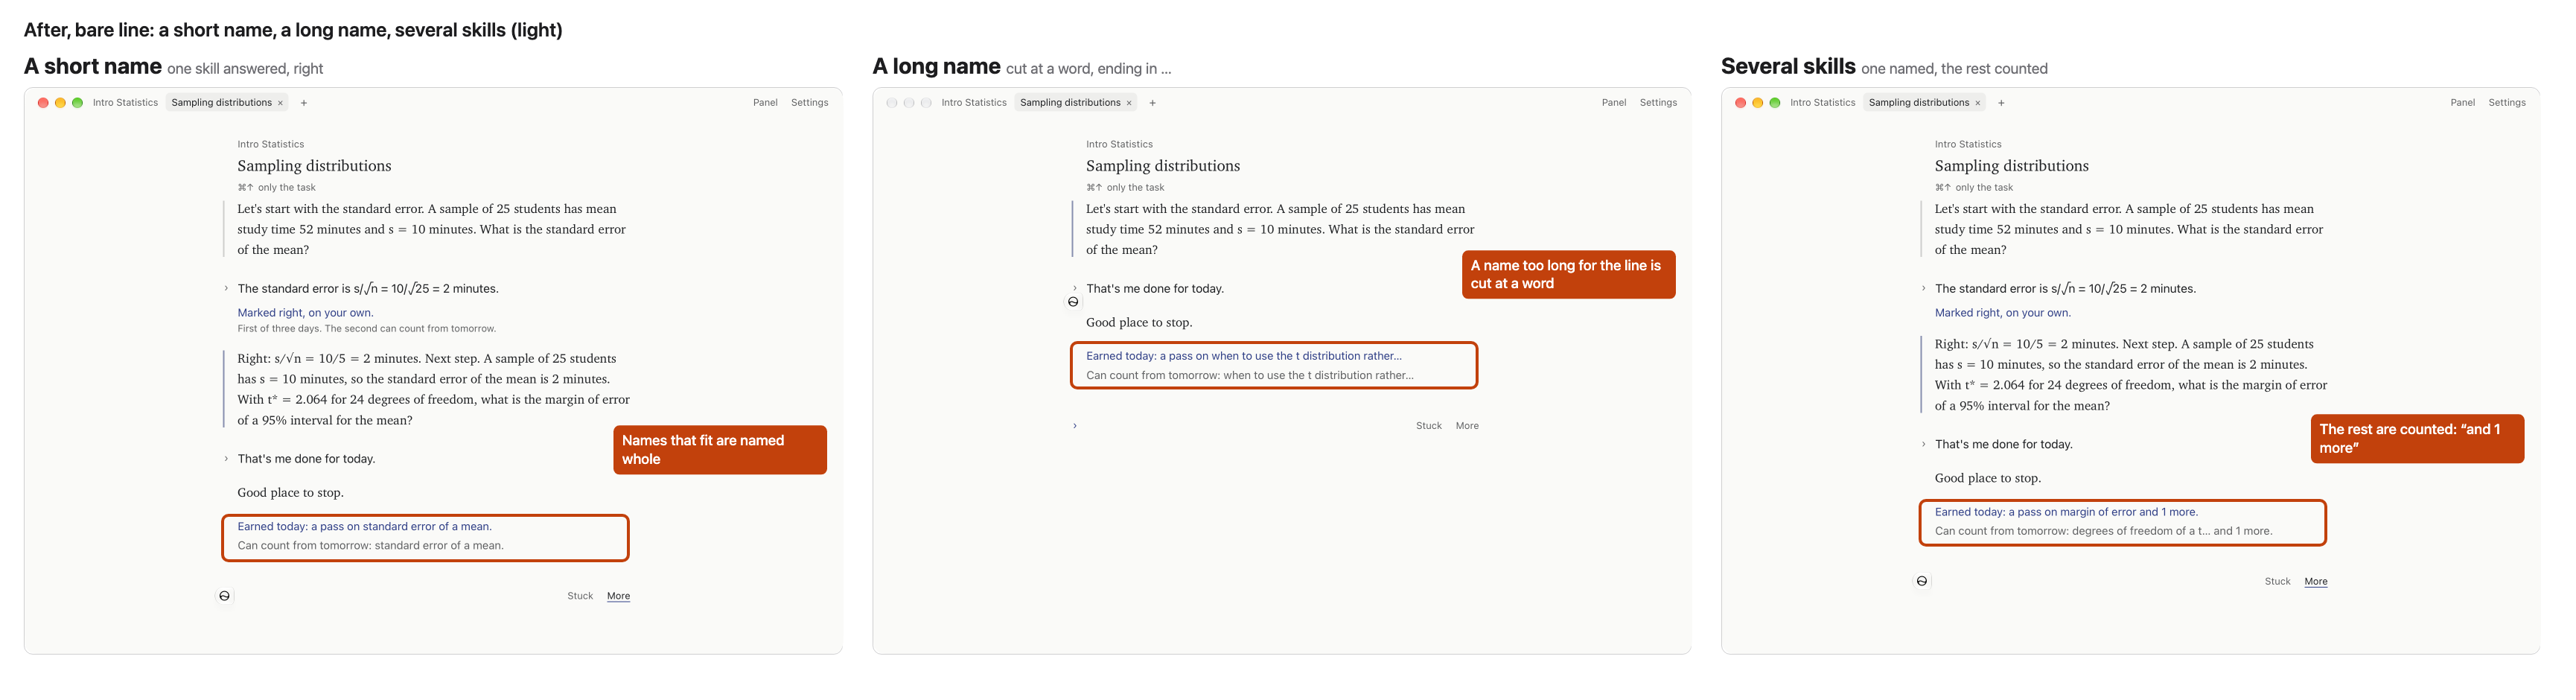 After, bare line: a short name, a long name, several skills (light)
A short name one skill answered, right
Intro Statistics Sampling distributions × +
Panel Settings
Intro Statistics
Sampling distributions
⌘↑ only the task
Let's start with the standard error. A sample of 25 students has mean
study time 52 minutes and s = 10 minutes. What is the standard error
of the mean?
› The standard error is s/√n = 10/√25 = 2 minutes.
Marked right, on your own.
First of three days. The second can count from tomorrow.
Right: s/√n = 10/5 = 2 minutes. Next step. A sample of 25 students
has s = 10 minutes, so the standard error of the mean is 2 minutes.
With t* = 2.064 for 24 degrees of freedom, what is the margin of error
of a 95% interval for the mean?
Names that fit are named
whole
› That's me done for today.
Good place to stop.
Earned today: a pass on standard error of a mean.
Can count from tomorrow: standard error of a mean.
Stuck More
A long name cut at a word, ending in ...
Intro Statistics Sampling distributions × +
Panel Settings
Intro Statistics
Sampling distributions
⌘↑ only the task
Let's start with the standard error. A sample of 25 students has mean
study time 52 minutes and s = 10 minutes. What is the standard error
of the mean?
A name too long for the line is
cut at a word
› That's me done for today.
Good place to stop.
Earned today: a pass on when to use the t distribution rather...
Can count from tomorrow: when to use the t distribution rather...
› Stuck More
Several skills one named, the rest counted
Intro Statistics Sampling distributions × +
Panel Settings
Intro Statistics
Sampling distributions
⌘↑ only the task
Let's start with the standard error. A sample of 25 students has mean
study time 52 minutes and s = 10 minutes. What is the standard error
of the mean?
› The standard error is s/√n = 10/√25 = 2 minutes.
Marked right, on your own.
Right: s/√n = 10/5 = 2 minutes. Next step. A sample of 25 students
has s = 10 minutes, so the standard error of the mean is 2 minutes.
With t* = 2.064 for 24 degrees of freedom, what is the margin of error
of a 95% interval for the mean?
The rest are counted: “and 1
more”
› That's me done for today.
Good place to stop.
Earned today: a pass on margin of error and 1 more.
Can count from tomorrow: degrees of freedom of a t... and 1 more.
Stuck More